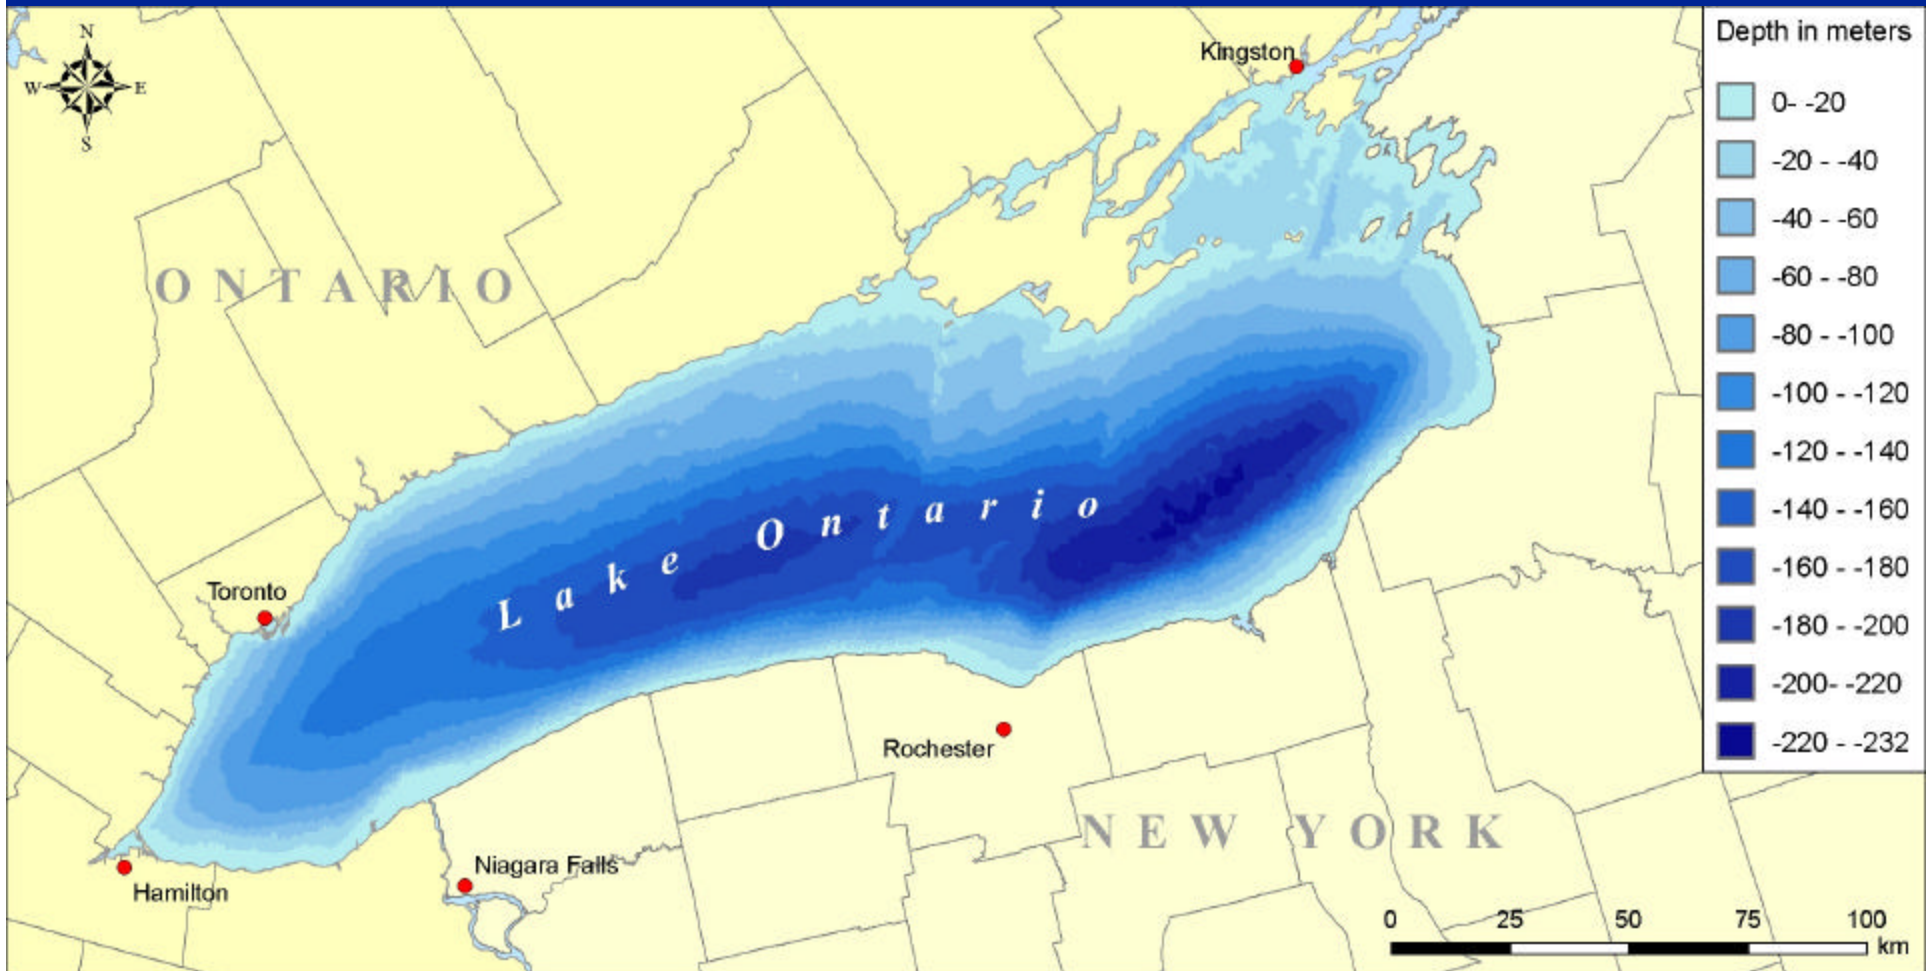 N
W E
S
Kingston
Depth in meters
0- -20
-20 - -40
-40 - -60
-60 - -80
-80 - -100
-100 - -120
-120 - -140
-140 - -160
-160 - -180
-180 - -200
-200- -220
-220 - -232
ONTARIO
Lake Ontario
Toronto
Rochester
NEW YORK
Niagara Falls
Hamilton
0 25 50 75 100
km